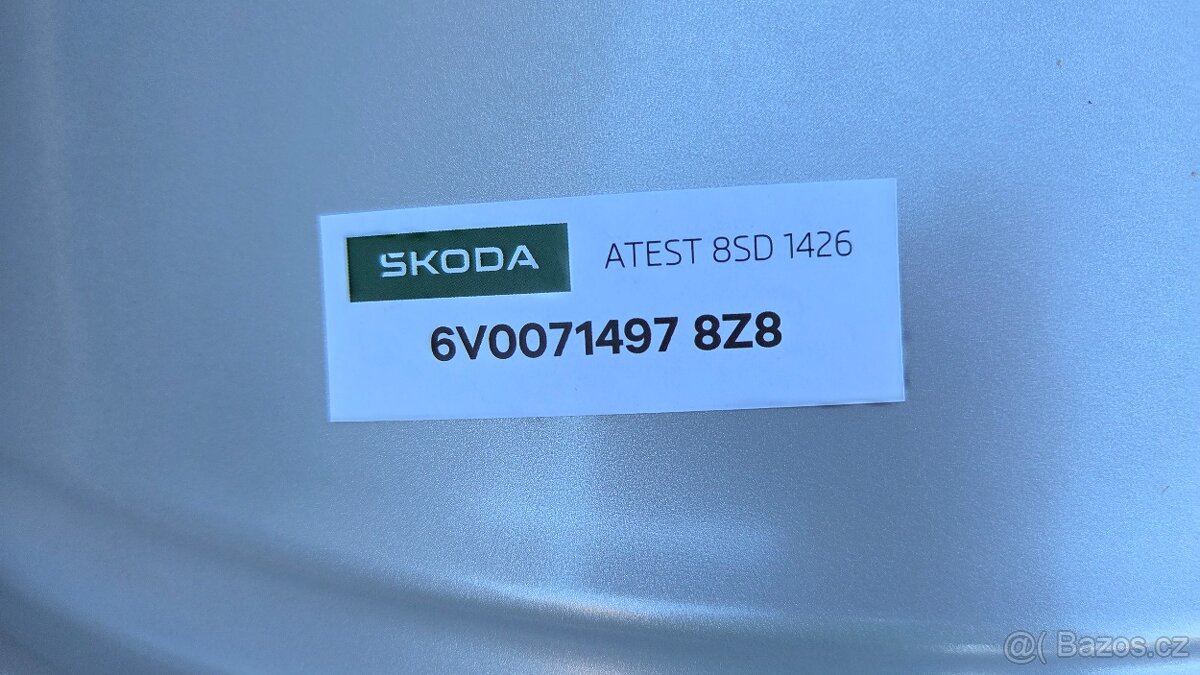 ŠKODA ATEST 8SD 1426
6V0071497 8Z8
@( Bazos.cz